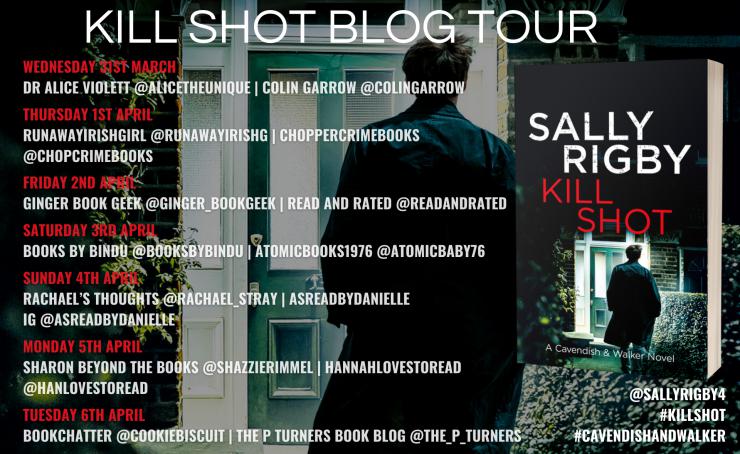 KILL SHOT BLOG TOUR
WEDNESDAY 31ST MARCH
DR ALICE VIOLETT @ALICETHEUNIQUE | COLIN GARROW @COLINGARROW
THURSDAY 1ST APRIL
RUNAWAYIRISHGIRL @RUNAWAYIRISHG | CHOPPERCRIMEBOOKS
@CHOPCRIMEBOOKS
FRIDAY 2ND APRIL
GINGER BOOK GEEK @GINGER_BOOKGEEK | READ AND RATED @READANDRATED
SATURDAY 3RD APRIL
BOOKS BY BINDU @BOOKSBYBINDU | ATOMICBOOKS1976 @ATOMICBABY76
SUNDAY 4TH APRIL
RACHAEL'S THOUGHTS @RACHAEL_STRAY | ASREADBYDANIELLE
IG @ASREADBYDANIELLE
MONDAY 5TH APRIL
SHARON BEYOND THE BOOKS @SHAZZIERIMMEL | HANNAHLOVESTOREAD
@HANLOVESTOREAD
TUESDAY 6TH APRIL
BOOKCHATTER @COOKIEBISCUIT | THE P TURNERS BOOK BLOG @THE_P_TURNERS
SALLY
RIGBY
KILL
SHOT
A Cavendish & Walker Novel
@SALLYRIGBY4
#KILLSHOT
#CAVENDISHANDWALKER